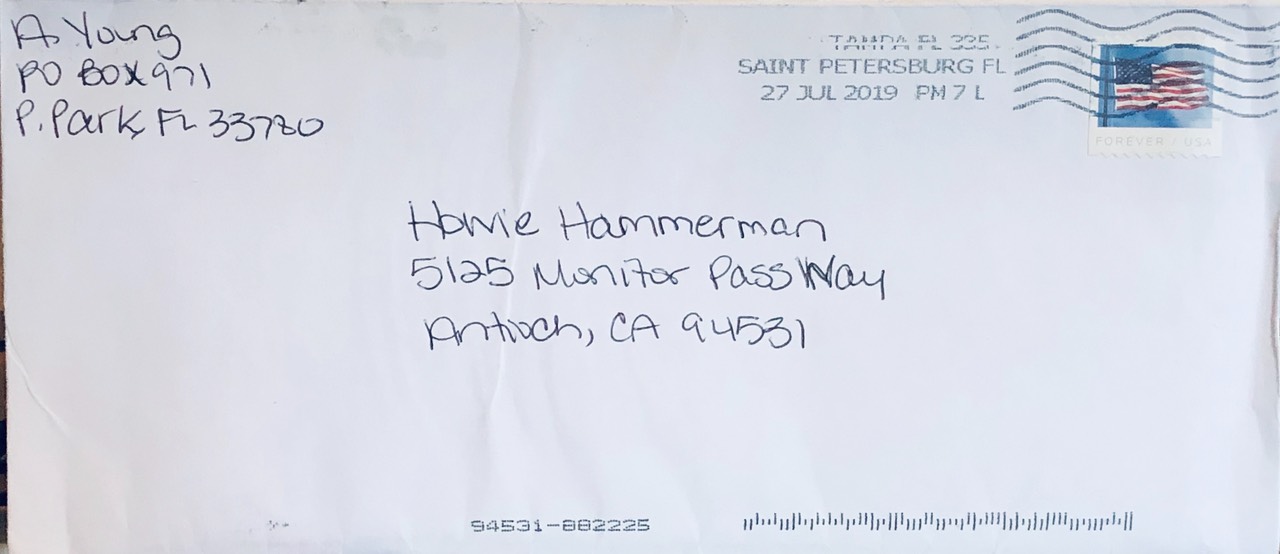 A. Young
PO BOX 971
P. Park, FL 33780
TAMPA FL 335
SAINT PETERSBURG FL
27 JUL 2019 PM 7 L
FOREVER / USA
Howie Hammerman
5125 Monitor Pass Way
Antioch, CA 94531
94531-882225